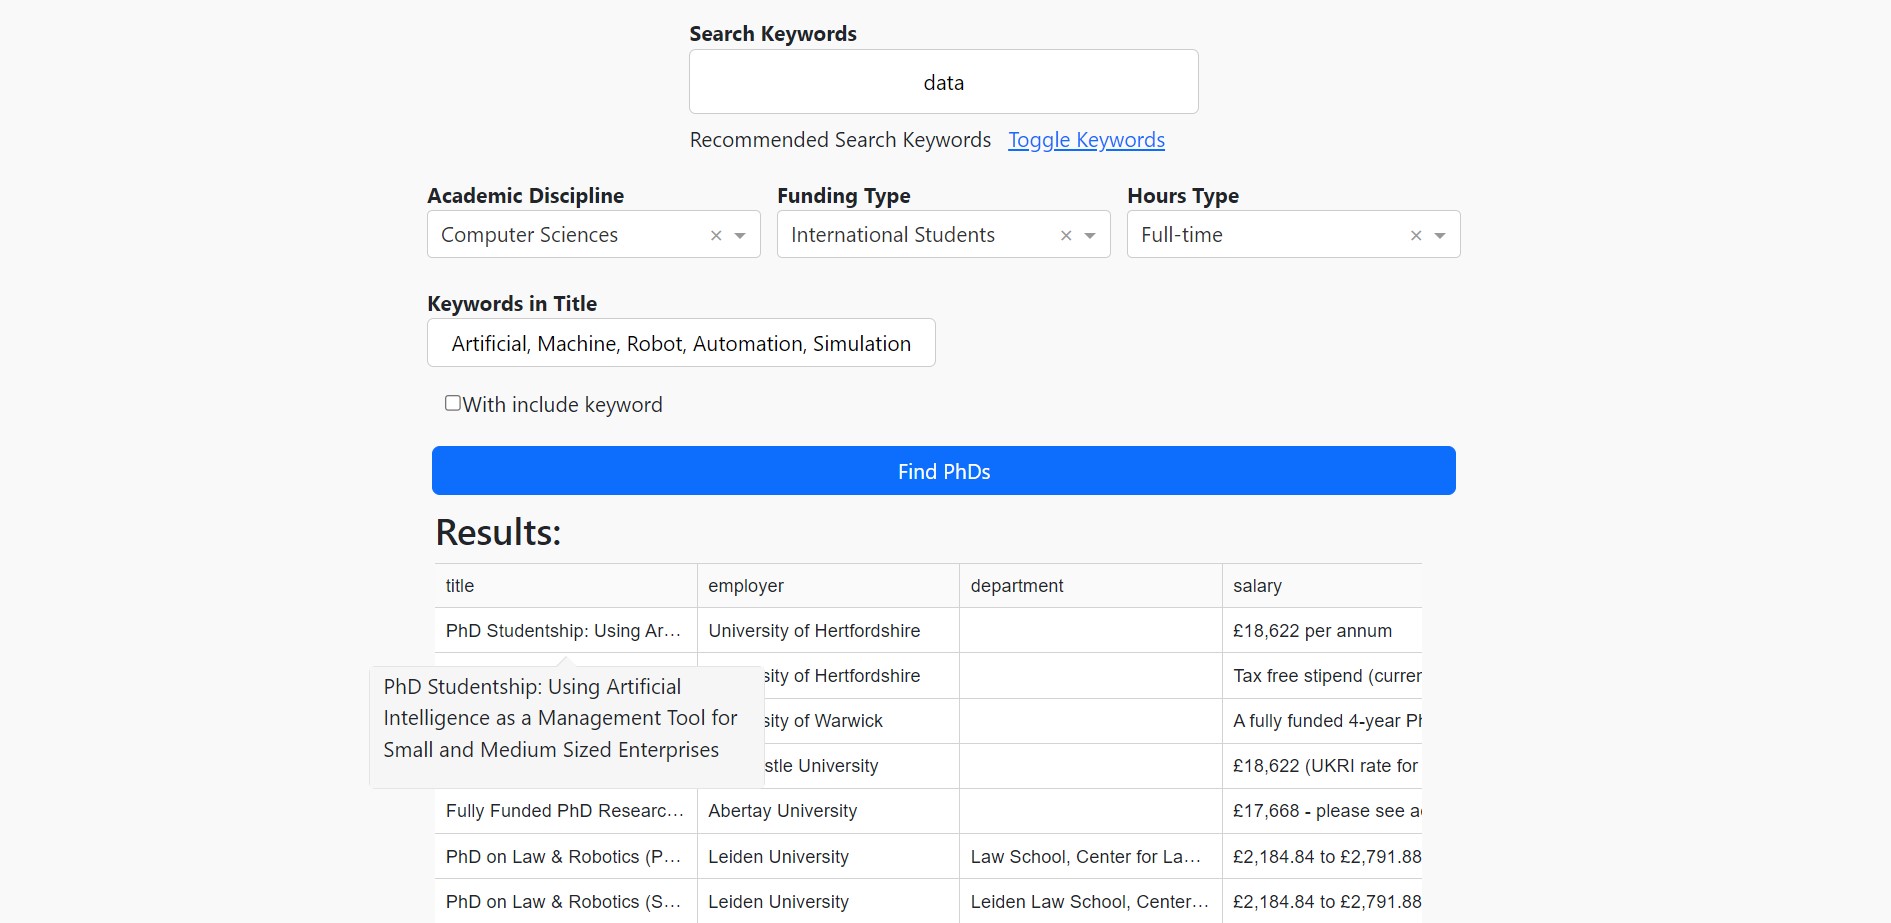 Search Keywords
data
Recommended Search Keywords Toggle Keywords
Academic Discipline Funding Type Hours Type
Computer Sciences × International Students × Full-time ×
Keywords in Title
Artificial, Machine, Robot, Automation, Simulation
With include keyword
Find PhDs
Results:
title employer department salary
PhD Studentship: Using Ar... University of Hertfordshire £18,622 per annum
sity of Hertfordshire Tax free stipend (curren
PhD Studentship: Using Artificial
Intelligence as a Management Tool for
Small and Medium Sized Enterprises
sity of Warwick A fully funded 4-year Ph
stle University £18,622 (UKRI rate for
Fully Funded PhD Researc... Abertay University £17,668 - please see a
PhD on Law & Robotics (P... Leiden University Law School, Center for La... £2,184.84 to £2,791.88
PhD on Law & Robotics (S... Leiden University Leiden Law School, Center... £2,184.84 to £2,791.88